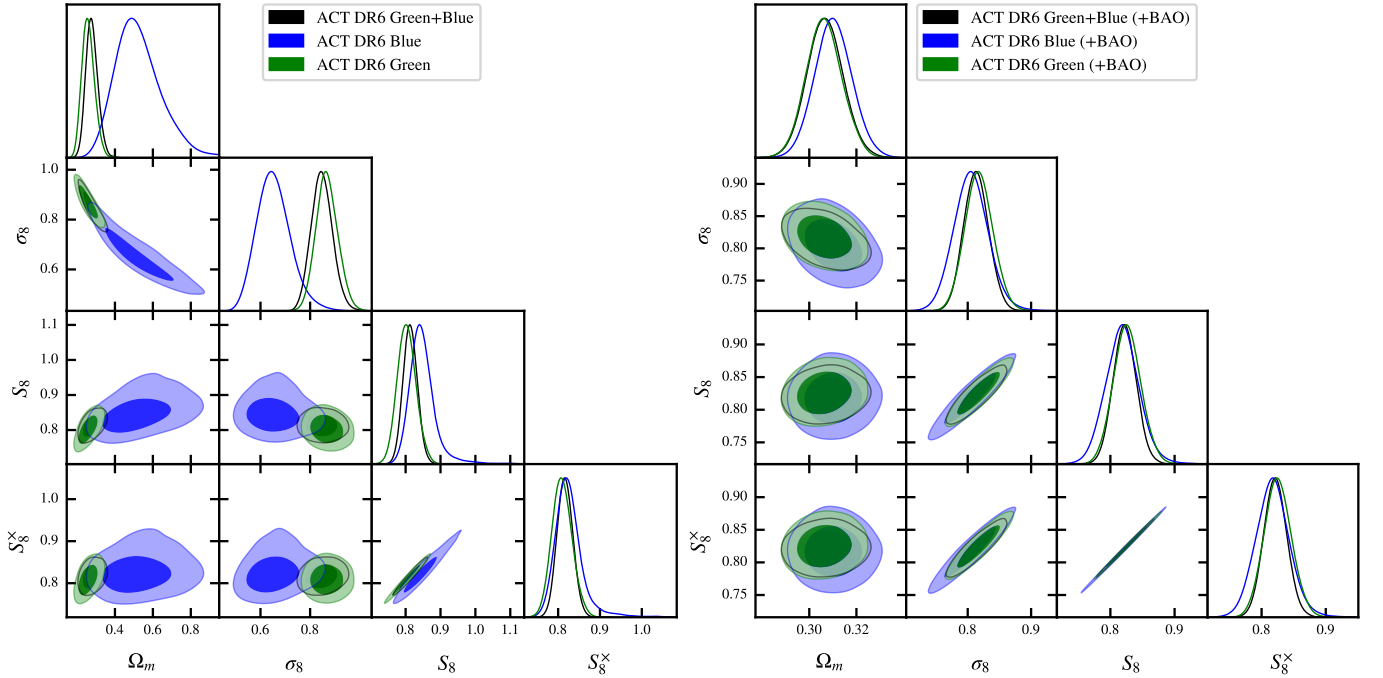 ACT DR6 Green+Blue
ACT DR6 Blue
ACT DR6 Green
1.0
0.8
0.6
σ8
1.1
1.0
0.9
0.8
S8
1.0
0.9
0.8
S8×
0.4 0.6 0.8
Ωm
0.6 0.8
σ8
0.8 0.9 1.0 1.1
S8
0.8 0.9 1.0
S8×
ACT DR6 Green+Blue (+BAO)
ACT DR6 Blue (+BAO)
ACT DR6 Green (+BAO)
0.90
0.85
0.80
0.75
σ8
0.90
0.85
0.80
0.75
S8
0.90
0.85
0.80
0.75
S8×
0.30 0.32
Ωm
0.8 0.9
σ8
0.8 0.9
S8
0.8 0.9
S8×